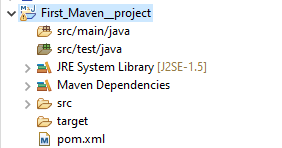 First_Maven__project
src/main/java
src/test/java
JRE System Library [J2SE-1.5]
Maven Dependencies
src
target
pom.xml